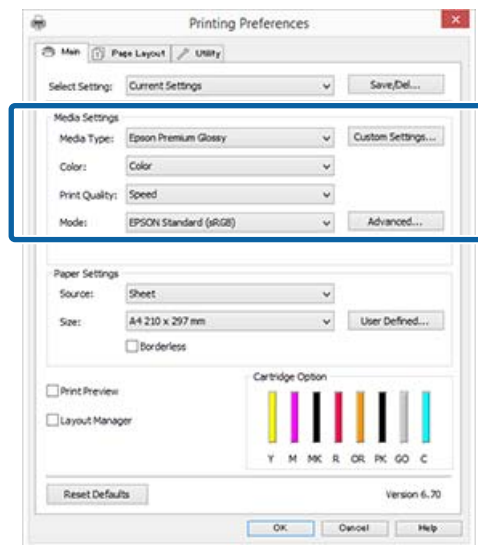 Printing Preferences
Main Page Layout Utility
Select Setting: Current Settings Save/Del...
Media Settings
Media Type: Epson Premium Glossy Custom Settings...
Color: Color
Print Quality: Speed
Mode: EPSON Standard (sRGB) Advanced...
Paper Settings
Source: Sheet
Size: A4 210 x 297 mm User Defined...
Borderless
Print Preview
Layout Manager
Cartridge Option
Y M MK R OR PK GO C
Reset Defaults Version 6.70
OK Cancel Help